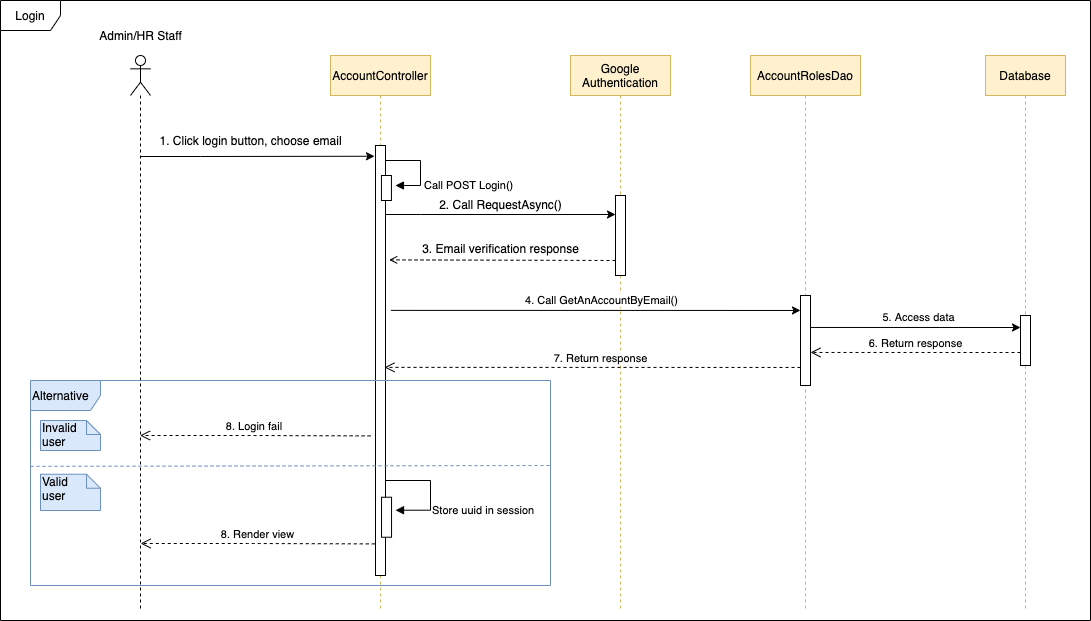 Login
Admin/HR Staff
AccountController
Google
Authentication
AccountRolesDao
Database
1. Click login button, choose email
Call POST Login()
2. Call RequestAsync()
3. Email verification response
4. Call GetAnAccountByEmail()
5. Access data
6. Return response
7. Return response
Alternative
Invalid
user
8. Login fail
Valid
user
Store uuid in session
8. Render view